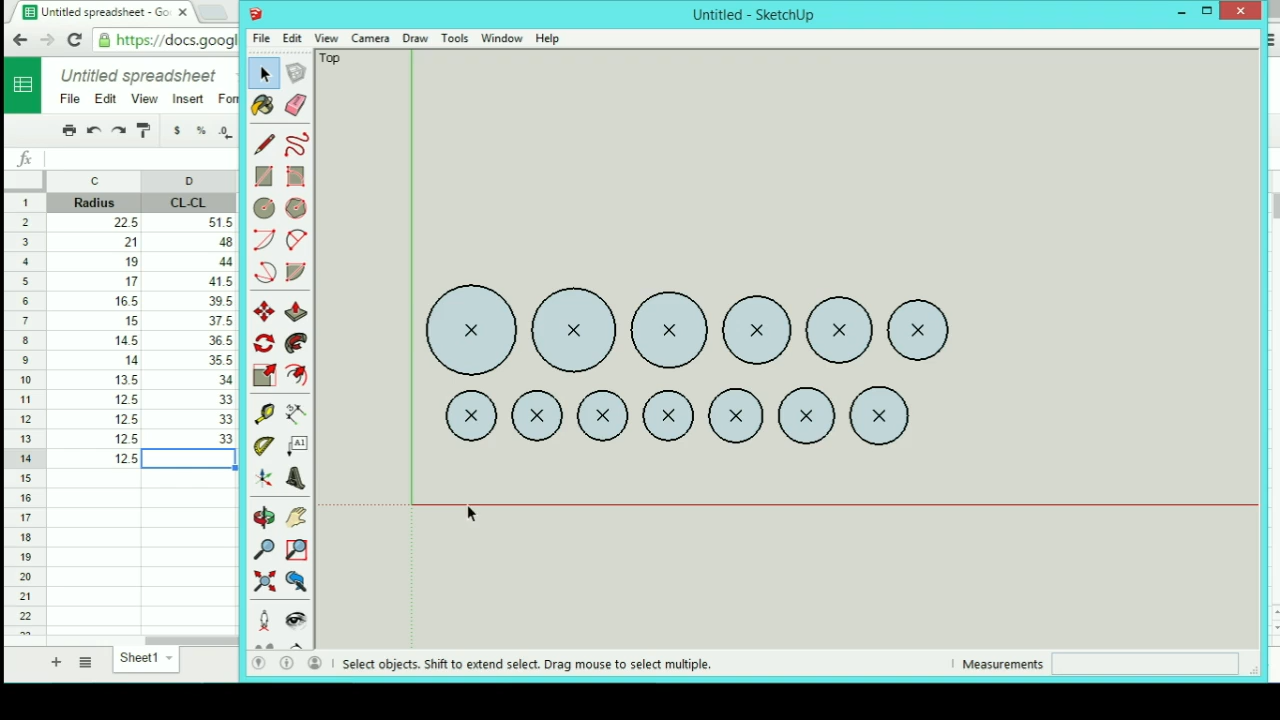 Untitled spreadsheet - Go
https://docs.googl
Untitled spreadsheet
File Edit View Insert For
$ % .0
fx
C D
1 Radius CL-CL
2 22.5 51.5
3 21 48
4 19 44
5 17 41.5
6 16.5 39.5
7 15 37.5
8 14.5 36.5
9 14 35.5
10 13.5 34
11 12.5 33
12 12.5 33
13 12.5 33
14 12.5
15
16
17
18
19
20
21
22
Sheet1
Untitled - SketchUp
File Edit View Camera Draw Tools Window Help
Top
A1
Select objects. Shift to extend select. Drag mouse to select multiple.
Measurements